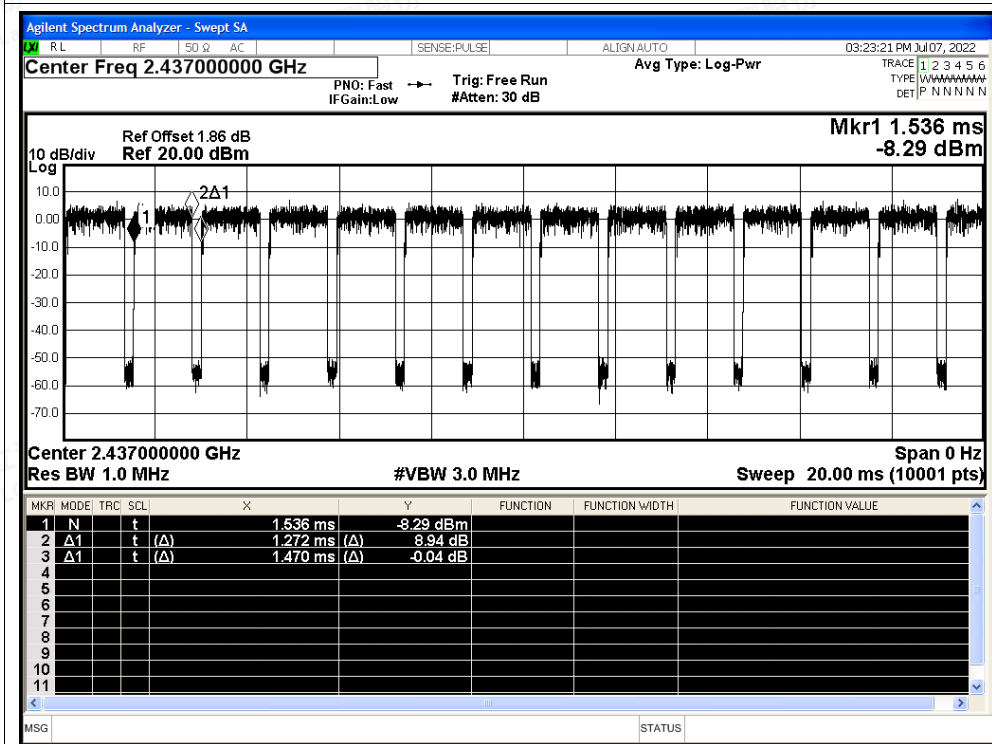 Agilent Spectrum Analyzer - Swept SA
LXI RL RF 50 Ω AC SENSE:PULSE ALIGN AUTO 03:23:21 PM Jul 07, 2022
Center Freq 2.437000000 GHz
PNO: Fast
IFGain:Low
Trig: Free Run
#Atten: 30 dB
Avg Type: Log-Pwr
TRACE 1 2 3 4 5 6
TYPE
DET P N N N N N
Mkr1 1.536 ms
-8.29 dBm
10 dB/div
Log
Ref Offset 1.86 dB
Ref 20.00 dBm
10.0
0.00
-10.0
-20.0
-30.0
-40.0
-50.0
-60.0
-70.0
1
2Δ1
Center 2.437000000 GHz Span 0 Hz
Res BW 1.0 MHz #VBW 3.0 MHz Sweep 20.00 ms (10001 pts)
MKR MODE TRC SCL X Y FUNCTION FUNCTION WIDTH FUNCTION VALUE
1 N t 1.536 ms -8.29 dBm
2 Δ1 t (Δ) 1.272 ms (Δ) 8.94 dB
3 Δ1 t (Δ) 1.470 ms (Δ) -0.04 dB
4
5
6
7
8
9
10
11
MSG STATUS